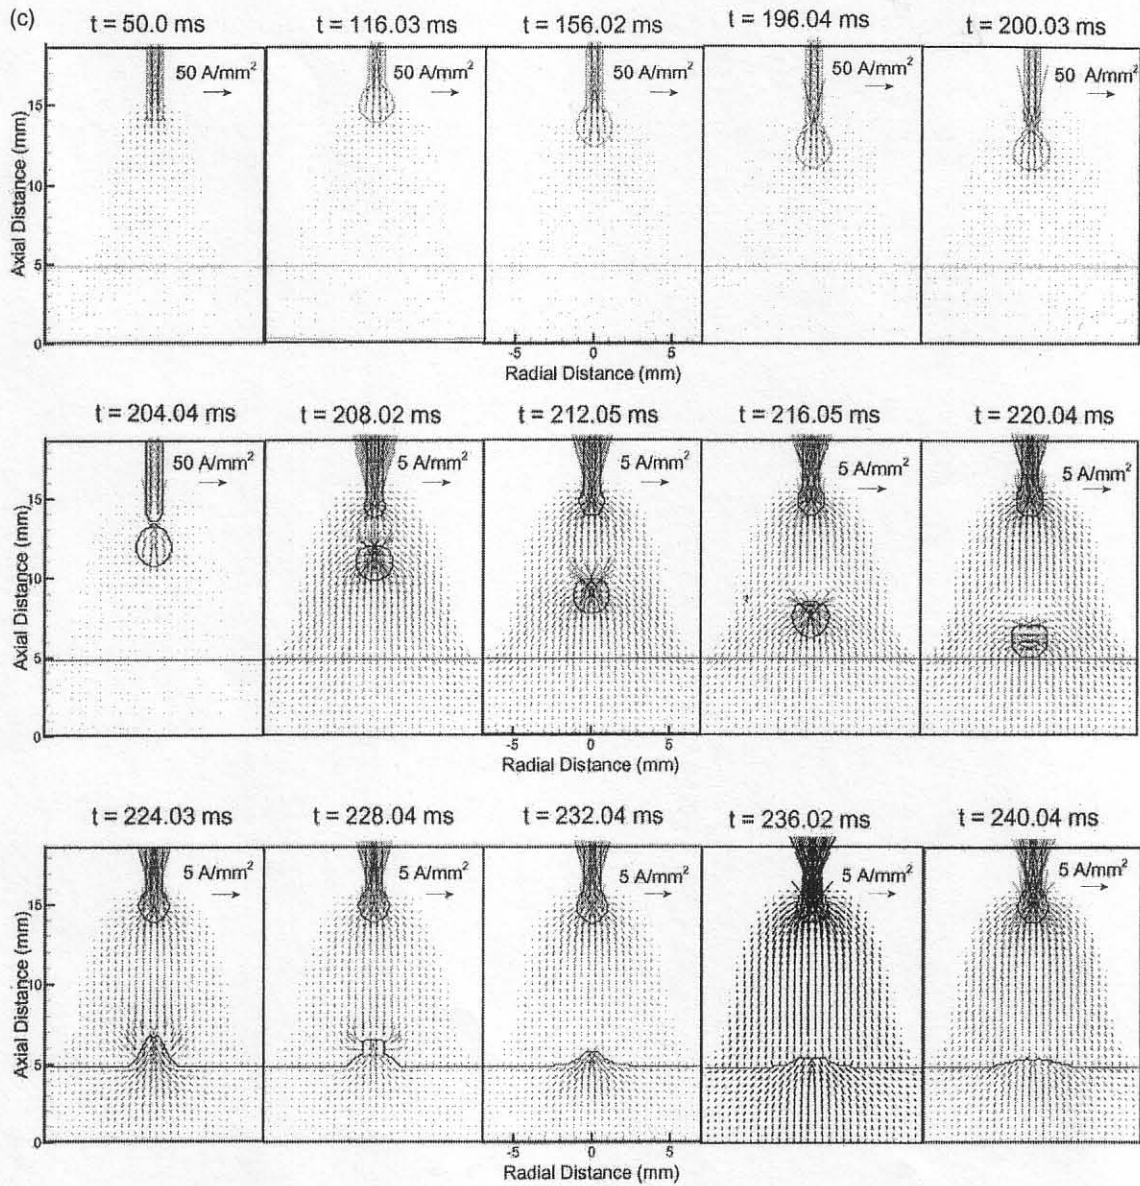 (c)
t = 50.0 ms t = 116.03 ms t = 156.02 ms t = 196.04 ms t = 200.03 ms
50 A/mm² 50 A/mm² 50 A/mm² 50 A/mm² 50 A/mm²
Axial Distance (mm)
15
10
5
0
-5 0 5
Radial Distance (mm)
t = 204.04 ms t = 208.02 ms t = 212.05 ms t = 216.05 ms t = 220.04 ms
50 A/mm² 5 A/mm² 5 A/mm² 5 A/mm² 5 A/mm²
Axial Distance (mm)
15
10
5
0
-5 0 5
Radial Distance (mm)
t = 224.03 ms t = 228.04 ms t = 232.04 ms t = 236.02 ms t = 240.04 ms
5 A/mm² 5 A/mm² 5 A/mm² 5 A/mm² 5 A/mm²
Axial Distance (mm)
15
10
5
0
-5 0 5
Radial Distance (mm)